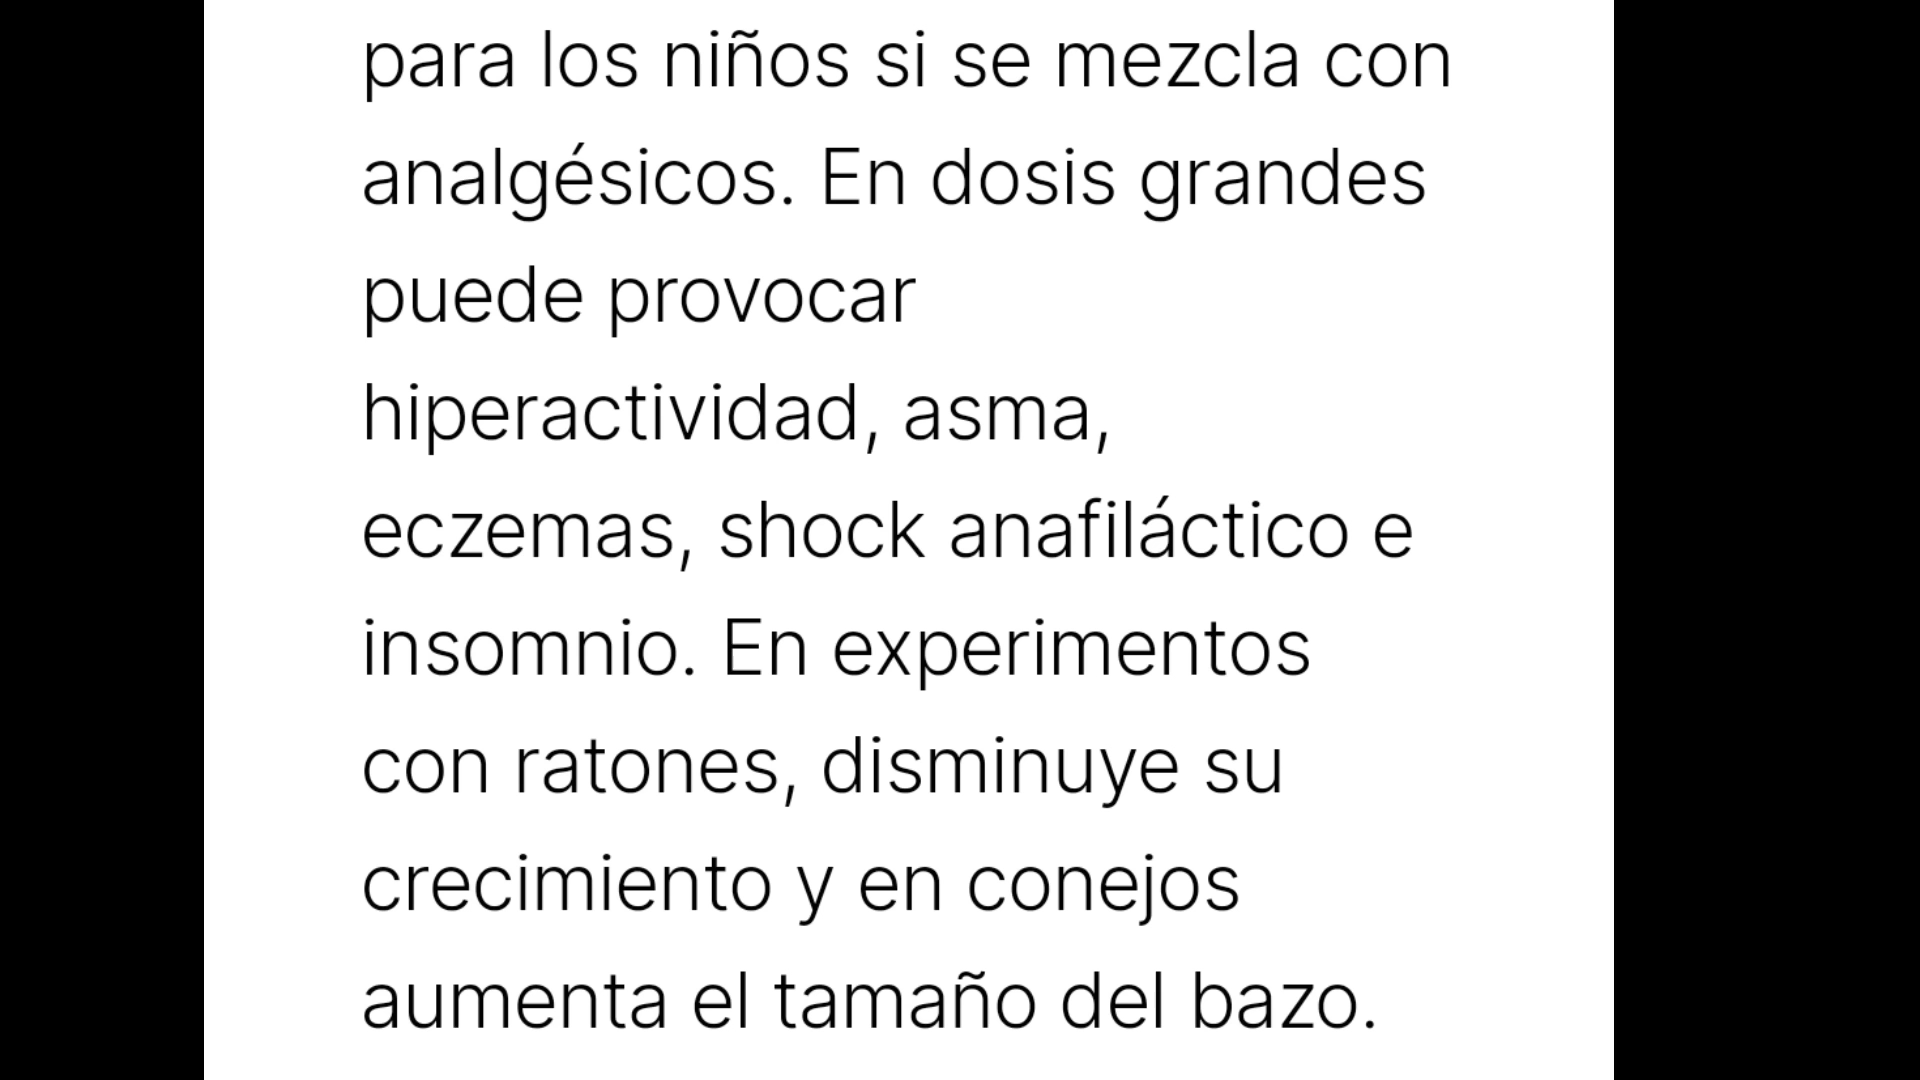 para los niños si se mezcla con
analgésicos. En dosis grandes
puede provocar
hiperactividad, asma,
eczemas, shock anafiláctico e
insomnio. En experimentos
con ratones, disminuye su
crecimiento y en conejos
aumenta el tamaño del bazo.